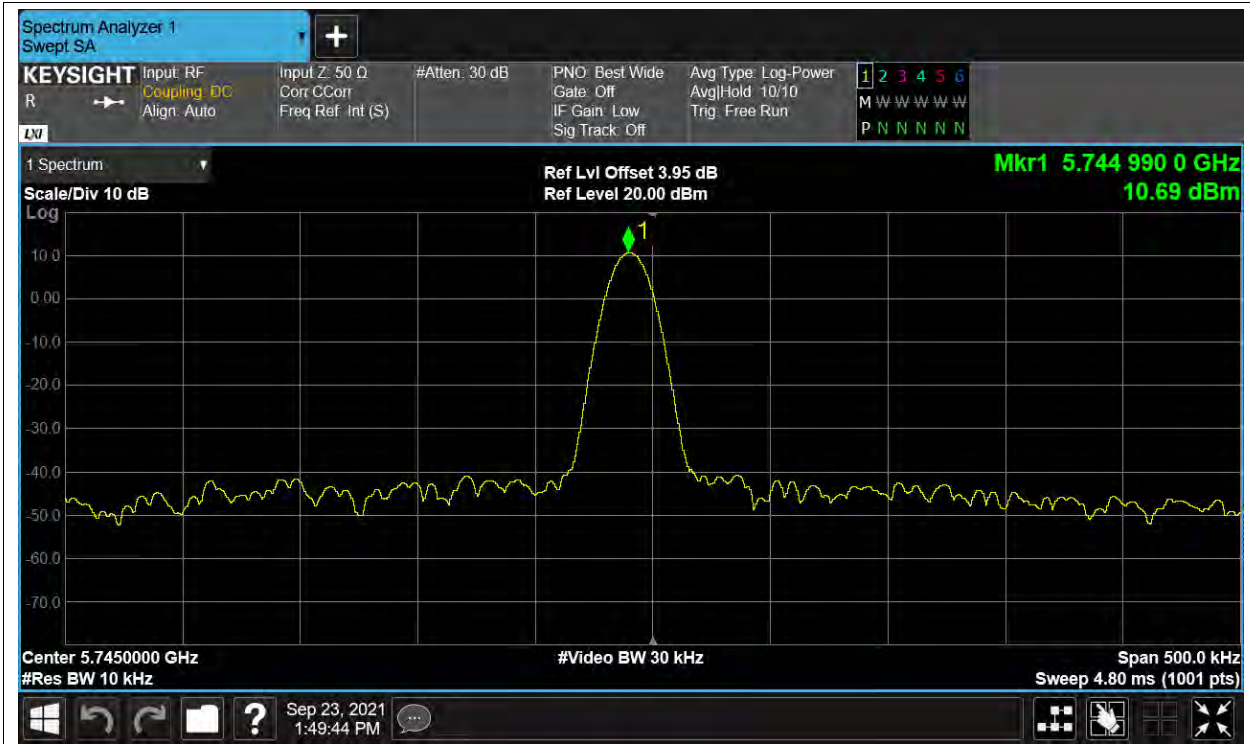 Spectrum Analyzer 1
Swept SA
+
KEYSIGHT Input: RF Input Z: 50 Ω #Atten: 30 dB PNO: Best Wide Avg Type: Log-Power 1 2 3 4 5 6
R Coupling: DC Corr CCorr Gate: Off Avg|Hold: 10/10 M W W W W W
Align: Auto Freq Ref: Int (S) IF Gain: Low Trig: Free Run
LXI Sig Track: Off P N N N N N
1 Spectrum Ref Lvl Offset 3.95 dB Mkr1 5.744 990 0 GHz
Scale/Div 10 dB Ref Level 20.00 dBm 10.69 dBm
Log
1
10.0
0.00
-10.0
-20.0
-30.0
-40.0
-50.0
-60.0
-70.0
Center 5.7450000 GHz #Video BW 30 kHz Span 500.0 kHz
#Res BW 10 kHz Sweep 4.80 ms (1001 pts)
? Sep 23, 2021
1:49:44 PM